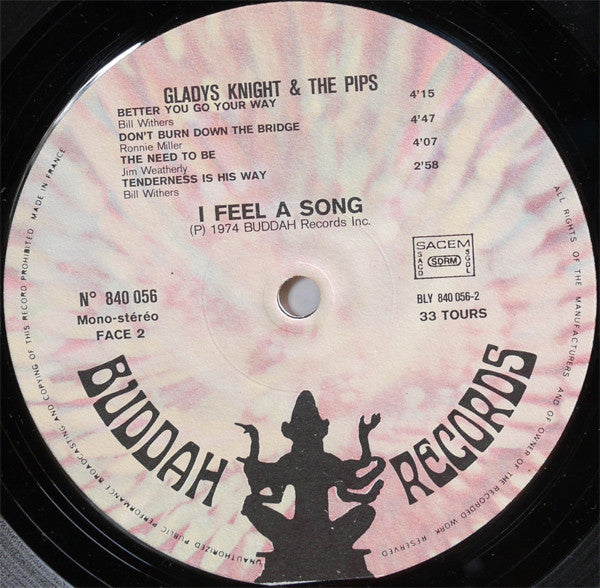 GLADYS KNIGHT & THE PIPS
BETTER YOU GO YOUR WAY 4'15
Bill Withers
DON'T BURN DOWN THE BRIDGE 4'47
Ronnie Miller
THE NEED TO BE 4'07
Jim Weatherly
TENDERNESS IS HIS WAY 2'58
Bill Withers
I FEEL A SONG
(P) 1974 BUDDAH Records Inc.
SACEM
SACD SDRM SGDL
N° 840 056
Mono-stéréo
FACE 2
BLY 840 056-2
33 TOURS
BUDDAH RECORDS
ALL RIGHTS OF THE MANUFACTURERS AND OF OWNER OF THE RECORDED WORK RESERVED
UNAUTHORIZED PUBLIC PERFORMANCE BROADCASTING AND COPYING OF THIS RECORD PROHIBITED MADE IN FRANCE